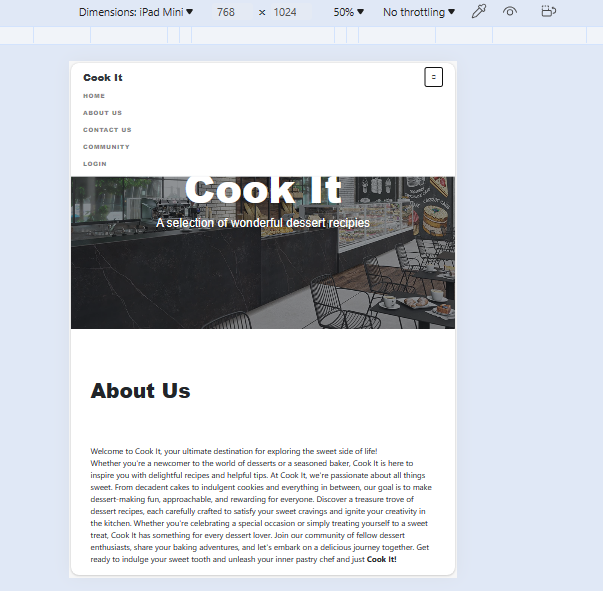 Dimensions: iPad Mini 768 × 1024 50% No throttling
Cook It
HOME
ABOUT US
CONTACT US
COMMUNITY
LOGIN
Cook It
A selection of wonderful dessert recipies
About Us
Welcome to Cook It, your ultimate destination for exploring the sweet side of life!
Whether you're a newcomer to the world of desserts or a seasoned baker, Cook It is here to
inspire you with delightful recipes and helpful tips. At Cook It, we're passionate about all things
sweet. From decadent cakes to indulgent cookies and everything in between, our goal is to make
dessert-making fun, approachable, and rewarding for everyone. Discover a treasure trove of
dessert recipes, each carefully crafted to satisfy your sweet cravings and ignite your creativity in
the kitchen. Whether you're celebrating a special occasion or simply treating yourself to a sweet
treat, Cook It has something for every dessert lover. Join our community of fellow dessert
enthusiasts, share your baking adventures, and let's embark on a delicious journey together. Get
ready to indulge your sweet tooth and unleash your inner pastry chef and just Cook It!